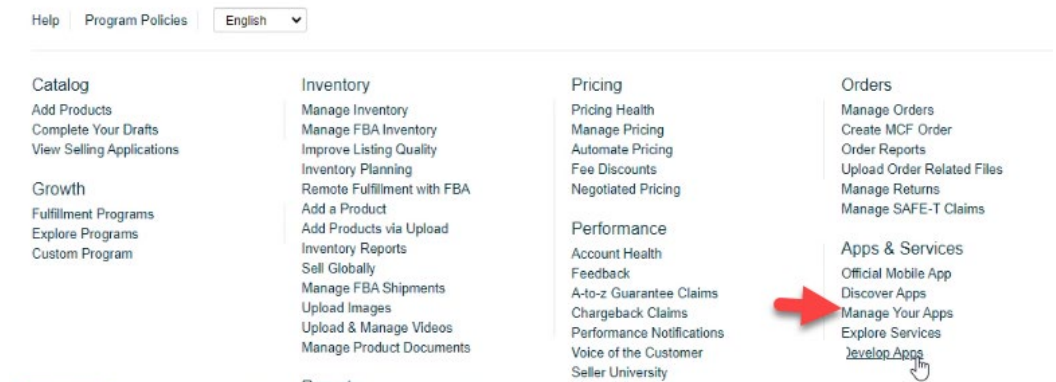 Help
Program Policies
English
Catalog
Add Products
Complete Your Drafts
View Selling Applications
Growth
Fulfillment Programs
Explore Programs
Custom Program
Inventory
Manage Inventory
Manage FBA Inventory
Improve Listing Quality
Inventory Planning
Remote Fulfillment with FBA
Add a Product
Add Products via Upload
Inventory Reports
Sell Globally
Manage FBA Shipments
Upload Images
Upload & Manage Videos
Manage Product Documents
Pricing
Pricing Health
Manage Pricing
Automate Pricing
Fee Discounts
Negotiated Pricing
Performance
Account Health
Feedback
A-to-z Guarantee Claims
Chargeback Claims
Performance Notifications
Voice of the Customer
Seller University
Orders
Manage Orders
Create MCF Order
Order Reports
Upload Order Related Files
Manage Returns
Manage SAFE-T Claims
Apps & Services
Official Mobile App
Discover Apps
Manage Your Apps
Explore Services
Develop Apps